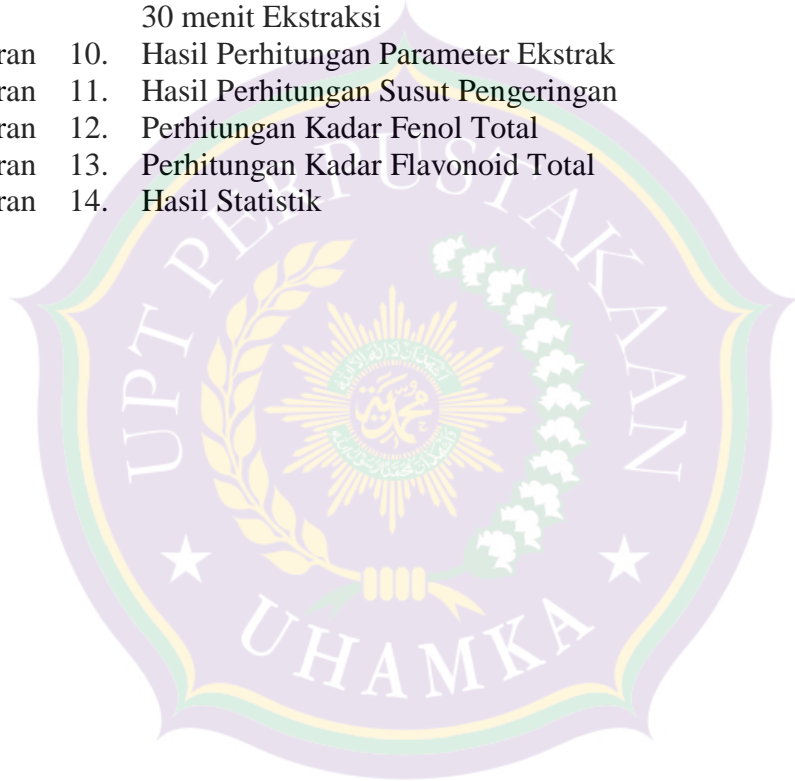 30 menit Ekstraksi
ran 10. Hasil Perhitungan Parameter Ekstrak
ran 11. Hasil Perhitungan Susut Pengeringan
ran 12. Perhitungan Kadar Fenol Total
ran 13. Perhitungan Kadar Flavonoid Total
ran 14. Hasil Statistik
UPT PERPUSTAKAAN
UHAMKA